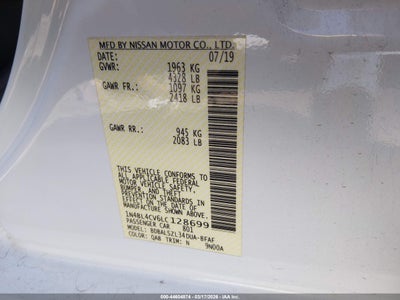 MFD BY NISSAN MOTOR CO., LTD.
DATE: 07/19
GVWR: 1963 KG
4328 LB
GAWR FR.: 1097 KG
2418 LB
GAWR RR.: 945 KG
2083 LB
THIS VEHICLE CONFORMS TO
ALL APPLICABLE FEDERAL
MOTOR VEHICLE SAFETY,
BUMPER, AND THEFT
PREVENTION STANDARDS IN
EFFECT ON THE DATE OF
MANUFACTURE SHOWN ABOVE.
1N4BL4CV6LC128699
PASSENGER CAR 801
MODEL: BDBALSZL34DUA-BFAF
COLOR: QAB TRIM: N 9N00A
500-44604074 | 03/17/2026 | IAA, Inc.